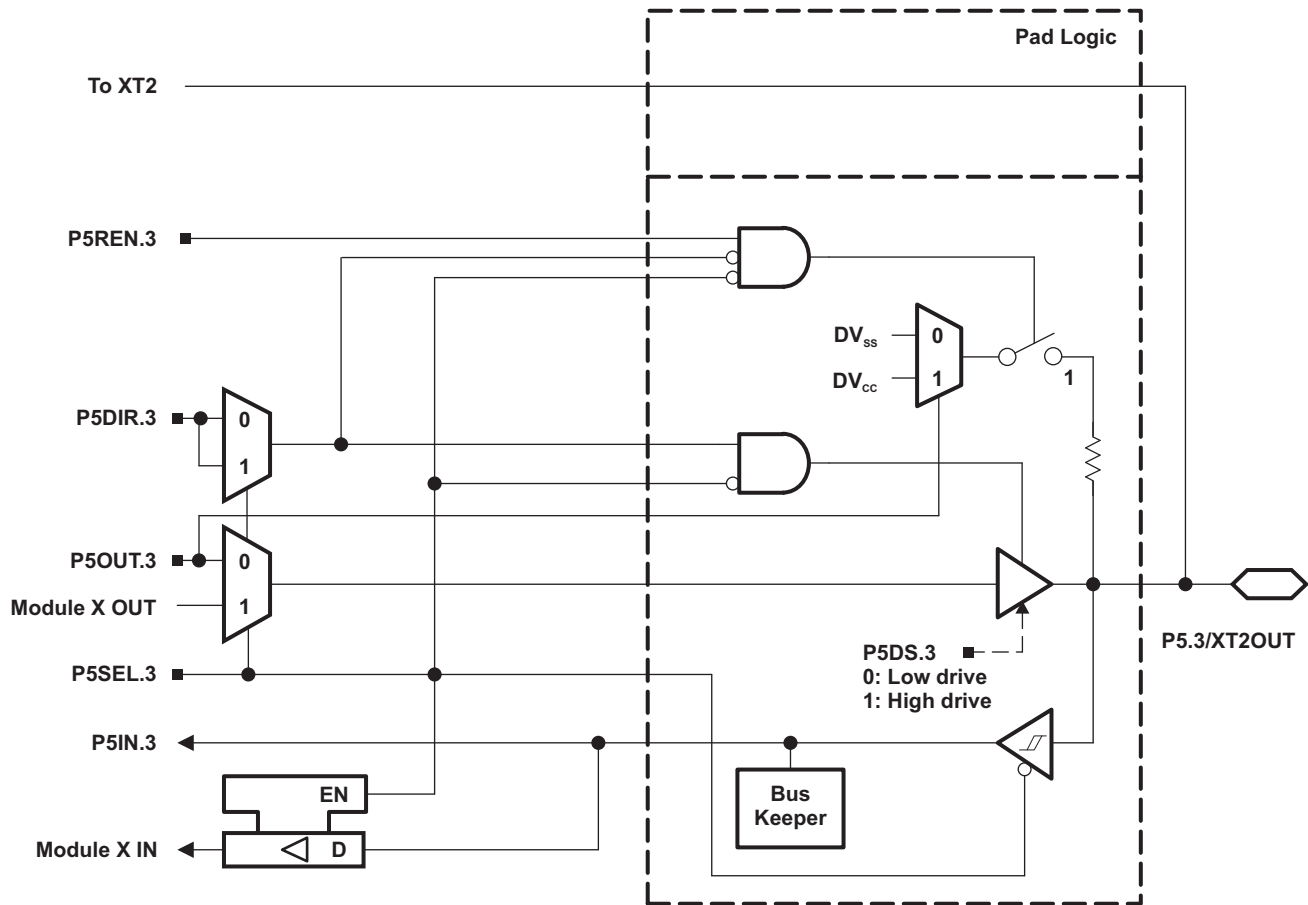 Pad Logic
To XT2
P5REN.3
DVSS
0
DVCC
1
1
P5DIR.3
0
1
P5OUT.3
0
Module X OUT
1
P5SEL.3
P5DS.3
0: Low drive
1: High drive
P5.3/XT2OUT
P5IN.3
EN
Bus
Keeper
Module X IN
D